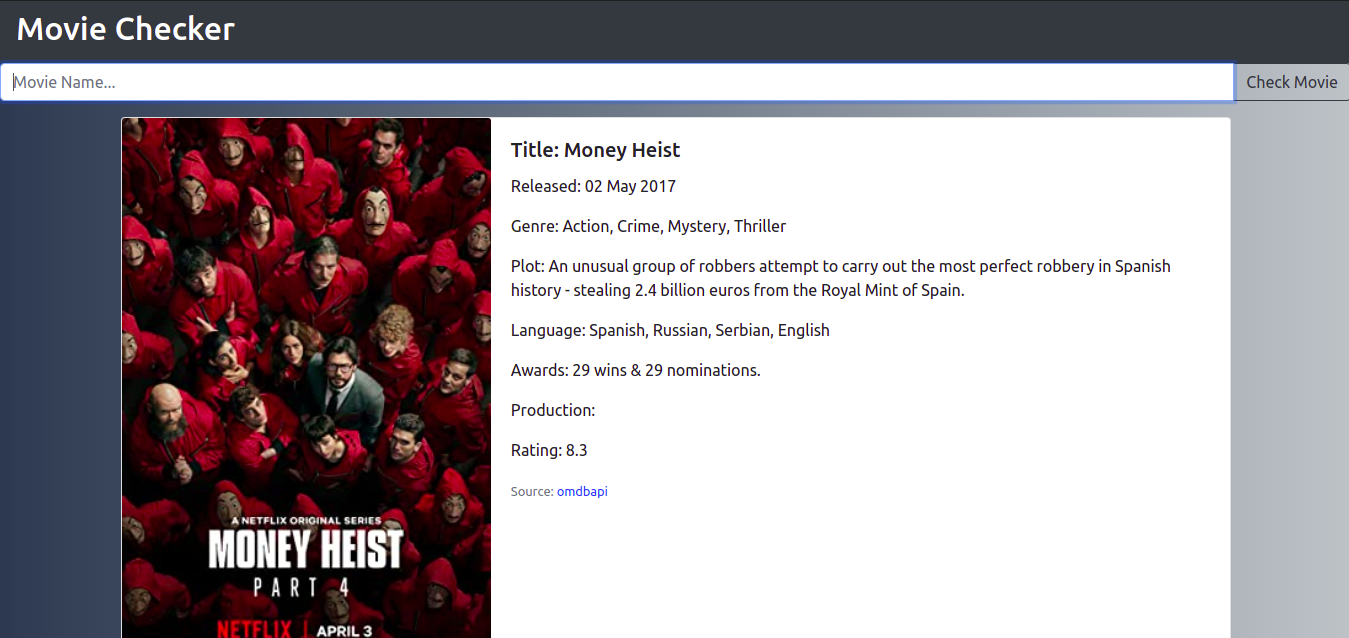 Movie Checker
Movie Name...
Check Movie
Title: Money Heist
Released: 02 May 2017
Genre: Action, Crime, Mystery, Thriller
Plot: An unusual group of robbers attempt to carry out the most perfect robbery in Spanish
history - stealing 2.4 billion euros from the Royal Mint of Spain.
Language: Spanish, Russian, Serbian, English
Awards: 29 wins & 29 nominations.
Production:
Rating: 8.3
Source: omdbapi
A NETFLIX ORIGINAL SERIES
MONEY HEIST
PART 4
NETFLIX | APRIL 3